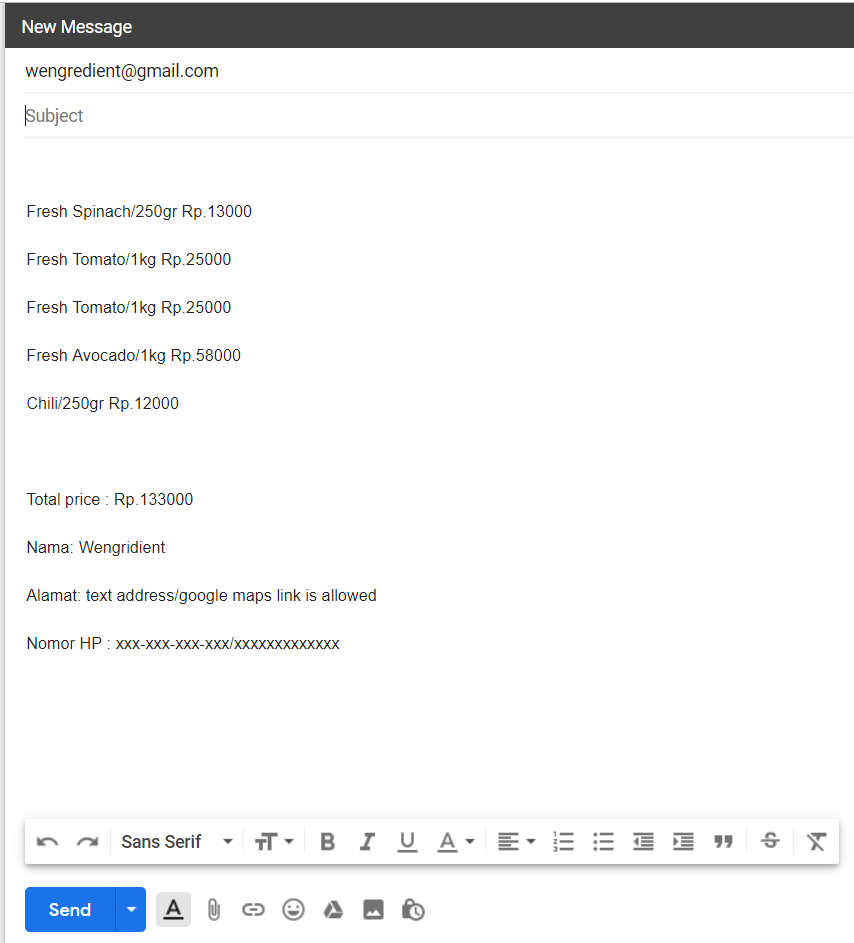 New Message
wengredient@gmail.com
Subject
Fresh Spinach/250gr Rp.13000
Fresh Tomato/1kg Rp.25000
Fresh Tomato/1kg Rp.25000
Fresh Avocado/1kg Rp.58000
Chili/250gr Rp.12000
Total price : Rp.133000
Nama: Wengridient
Alamat: text address/google maps link is allowed
Nomor HP : xxx-xxx-xxx-xxx/xxxxxxxxxxxxx
Sans Serif
Send